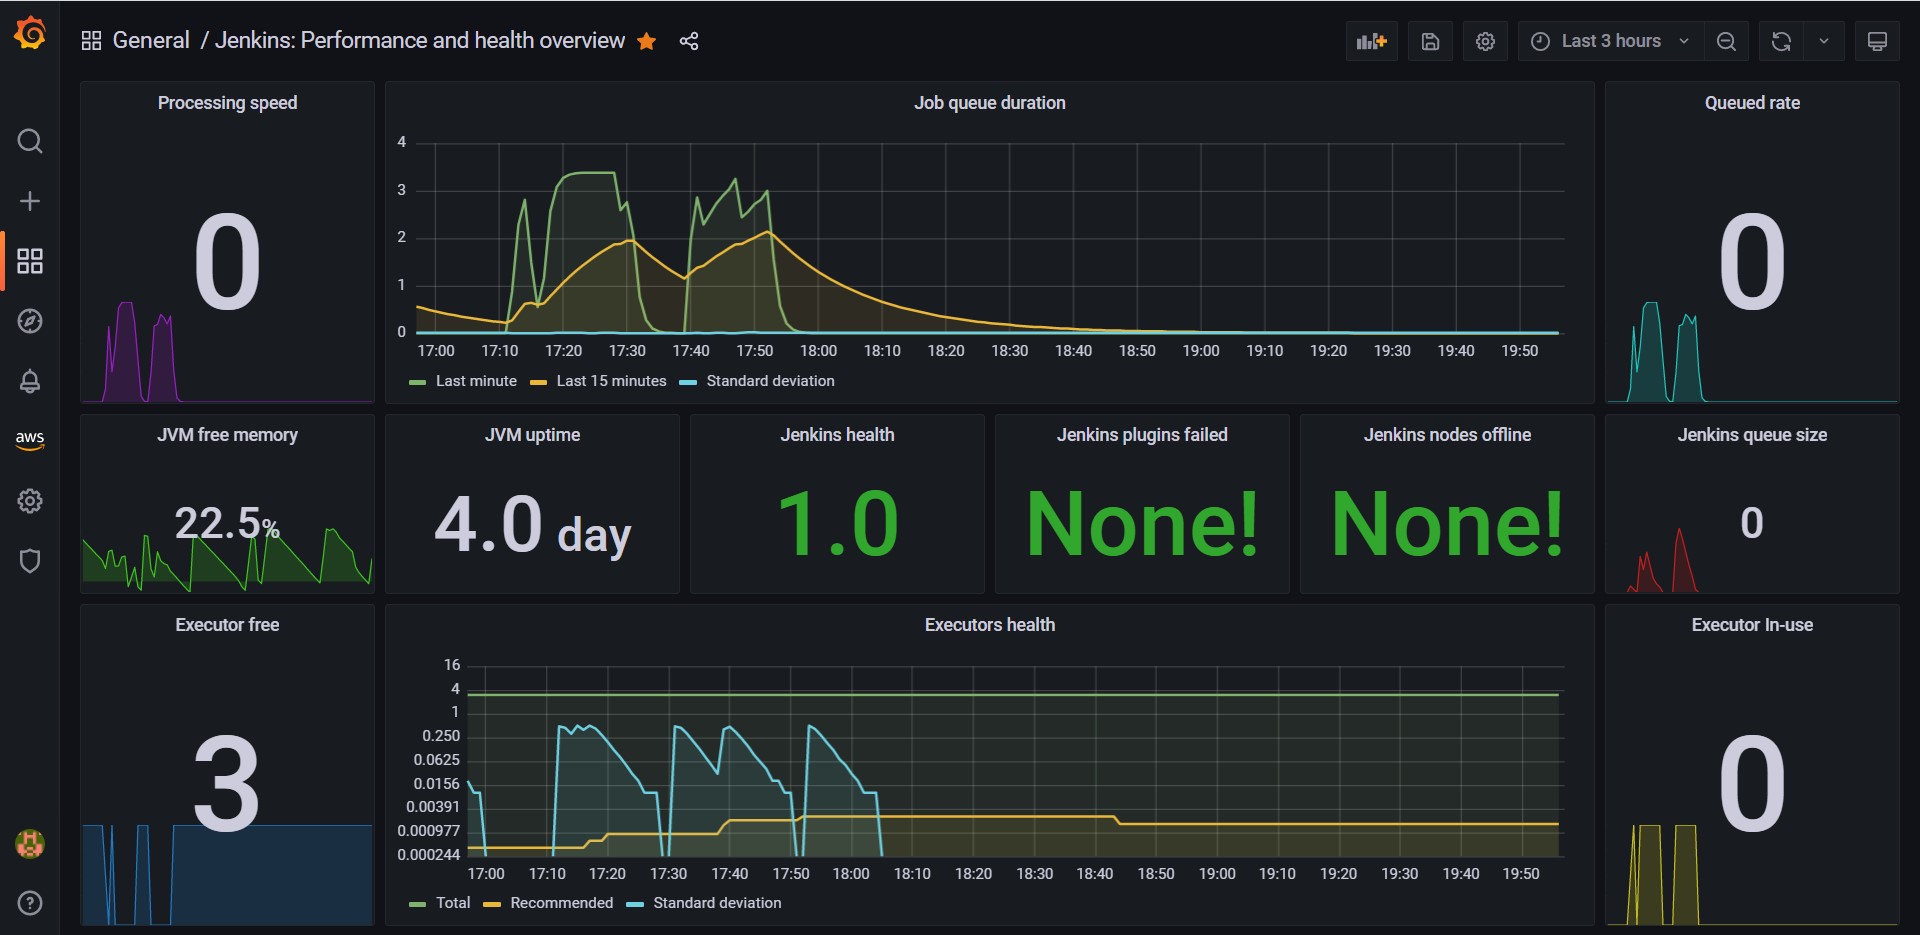 General / Jenkins: Performance and health overview
Last 3 hours
Processing speed
0
Job queue duration
4
3
2
1
0
17:00 17:10 17:20 17:30 17:40 17:50 18:00 18:10 18:20 18:30 18:40 18:50 19:00 19:10 19:20 19:30 19:40 19:50
Last minute Last 15 minutes Standard deviation
Queued rate
0
aws
JVM free memory
22.5%
JVM uptime
4.0 day
Jenkins health
1.0
Jenkins plugins failed
None!
Jenkins nodes offline
None!
Jenkins queue size
0
Executor free
3
Executors health
16
4
1
0.250
0.0625
0.0156
0.00391
0.000977
0.000244
17:00 17:10 17:20 17:30 17:40 17:50 18:00 18:10 18:20 18:30 18:40 18:50 19:00 19:10 19:20 19:30 19:40 19:50
Total Recommended Standard deviation
Executor In-use
0